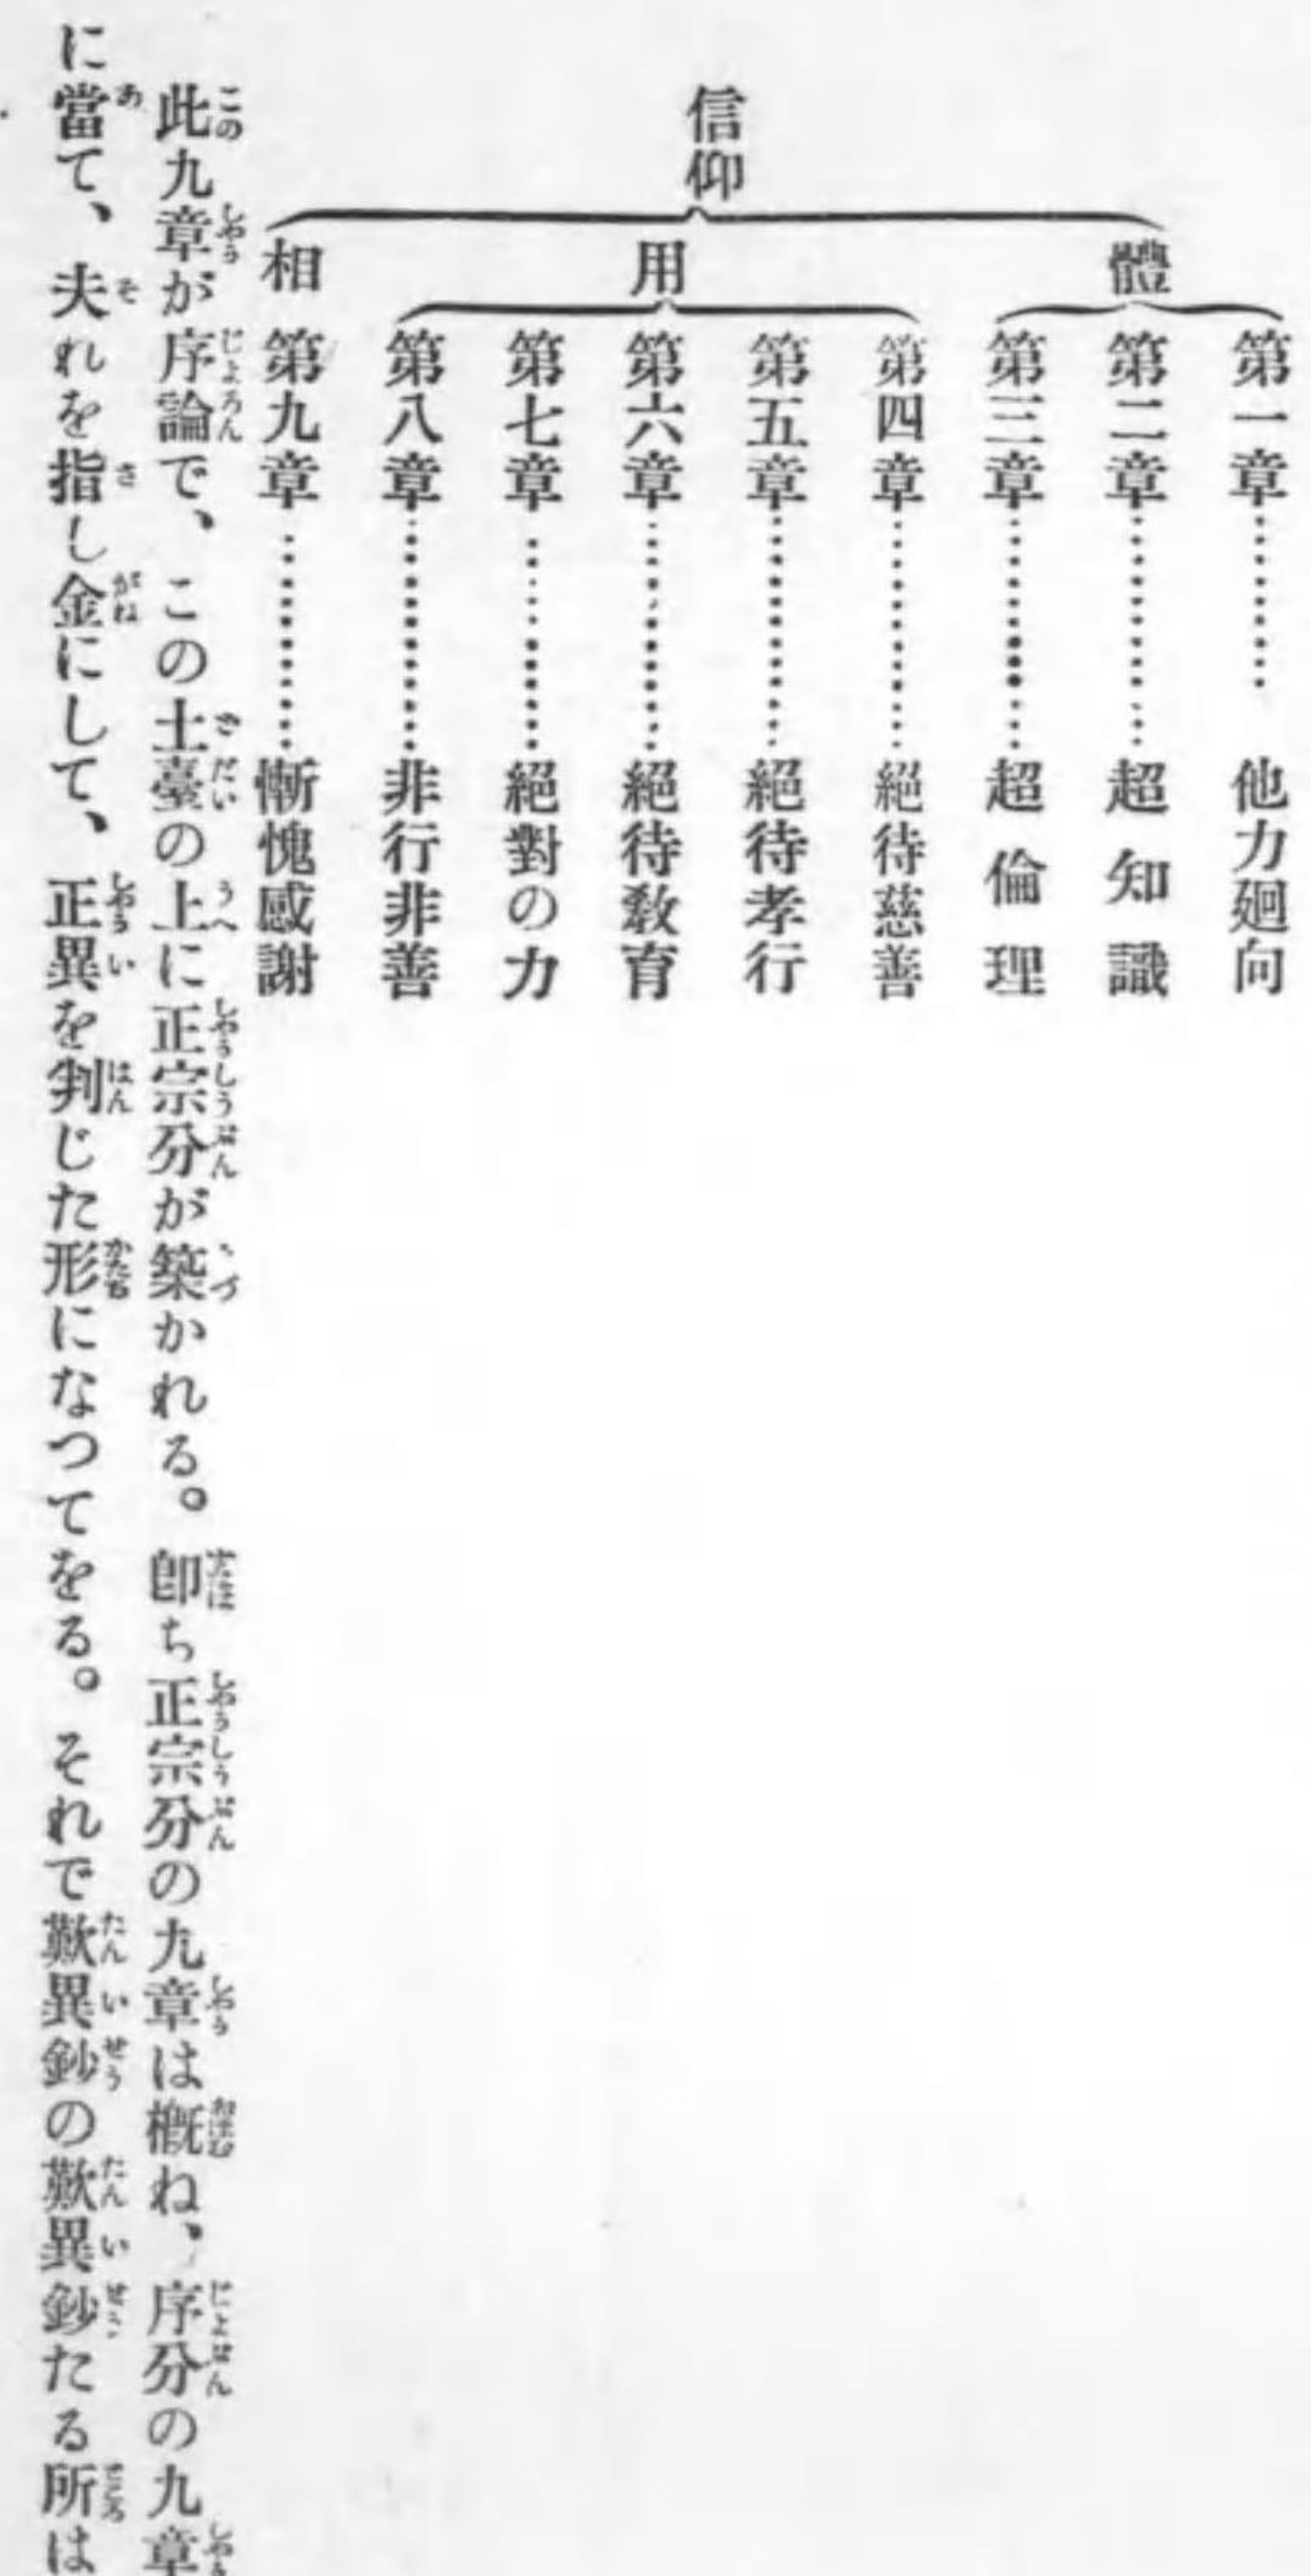 信仰
體
第一章…………他力廻向
第二章…………超知識
第三章…………超倫理
用
第四章…………絕待慈善
第五章…………絕待孝行
第六章…………絕待敎育
第七章…………絕對の力
第八章…………非行非善
相
第九章…………慚愧感謝
此九章が序論で、この土臺の上に正宗分が築かれる。卽ち正宗分の九章は槪ね、序分の九章
に當て、夫れを指し金にして、正異を判じた形になつてをる。それで歎異鈔の歎異鈔たる所は